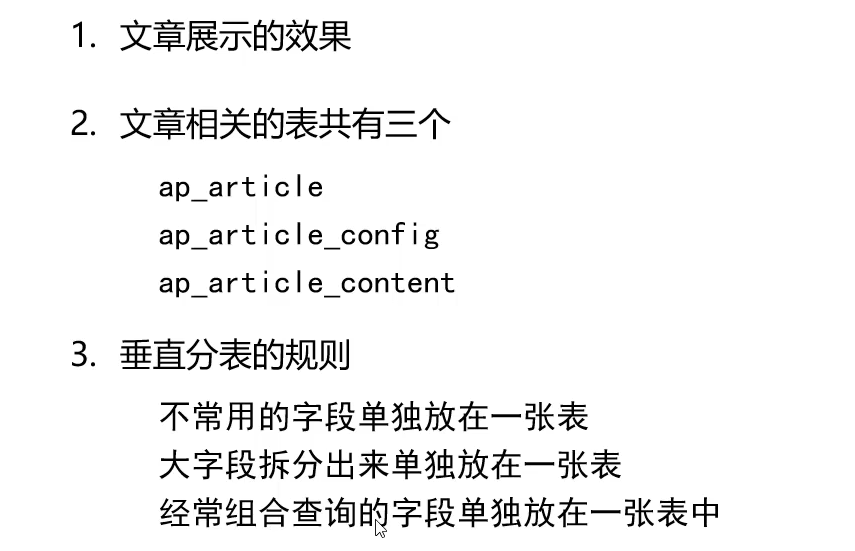 1. 文章展示的效果
2. 文章相关的表共有三个
ap_article
ap_article_config
ap_article_content
3. 垂直分表的规则
不常用的字段单独放在一张表
大字段拆分出来单独放在一张表
经常组合查询的字段单独放在一张表中